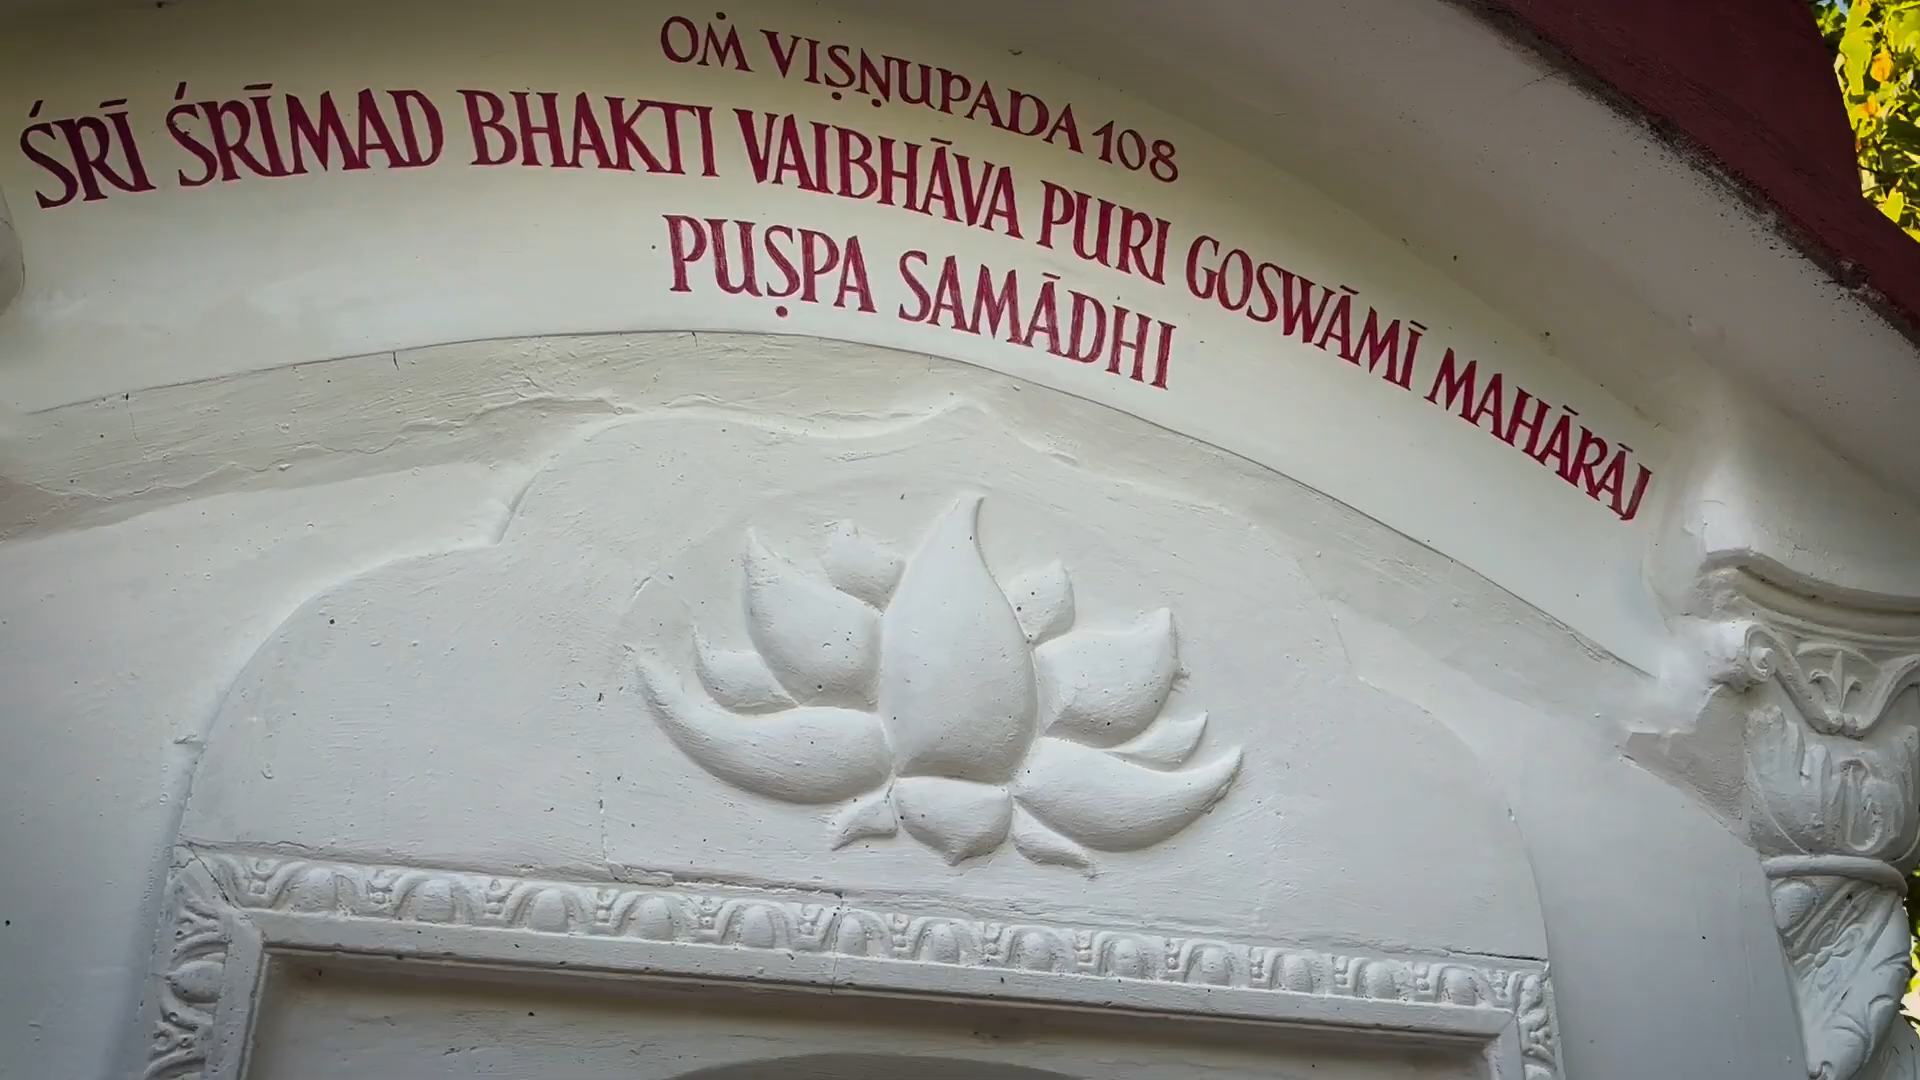 OṀ VIṢṆUPADA 108
ŚRĪ ŚRĪMAD BHAKTI VAIBHĀVA PURI GOSWĀMĪ MAHĀRĀJ
PUṢPA SAMĀDHI